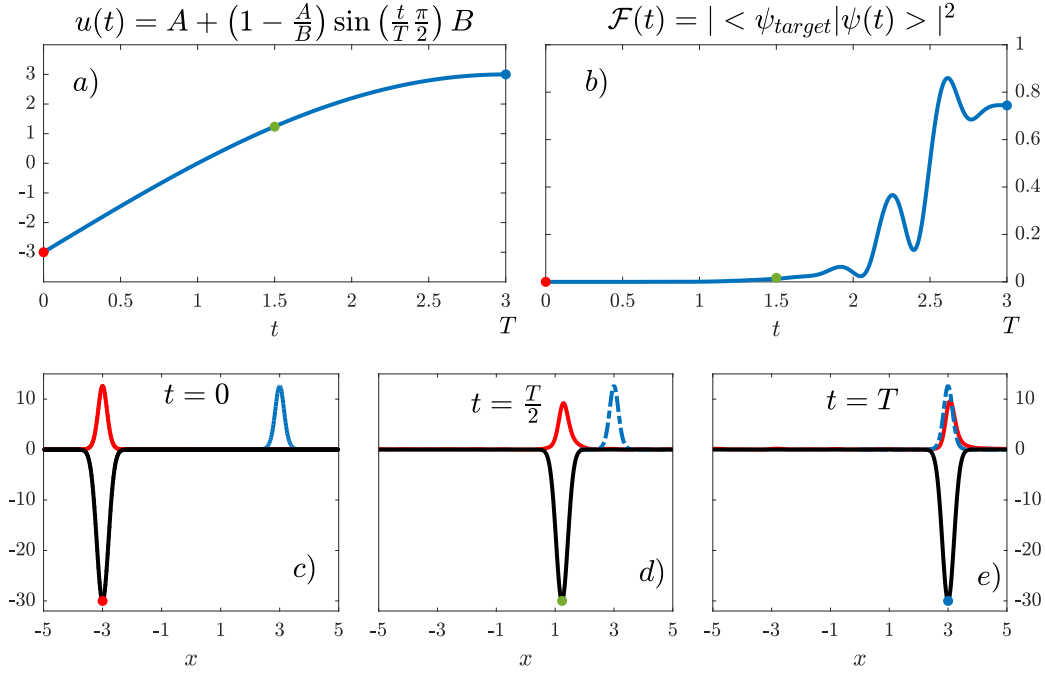 u(t) = A + (1 − A/B) sin(t/T π/2) B
F(t) = | < ψ_target|ψ(t) > |²
a)
3
2
1
0
-1
-2
-3
0 0.5 1 1.5 2 2.5 3
t
T
b)
1
0.8
0.6
0.4
0.2
0
0 0.5 1 1.5 2 2.5 3
t
T
t = 0
10
0
-10
-20
-30
c)
-5 -3 -1 1 3 5
x
t = T/2
d)
-5 -3 -1 1 3 5
x
t = T
10
0
-10
-20
-30
e)
-5 -3 -1 1 3 5
x